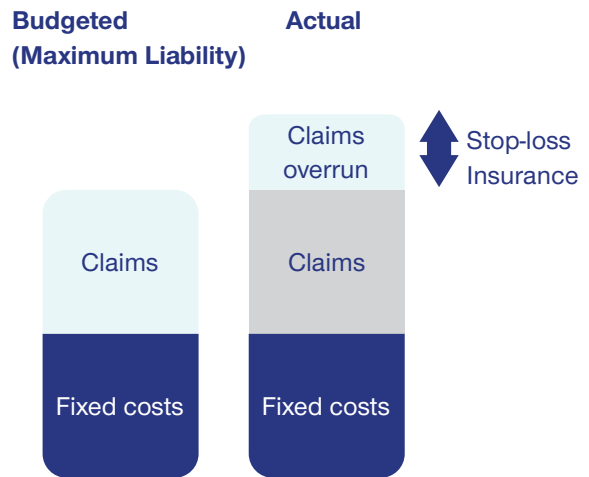 Budgeted
(Maximum Liability)
Actual
Claims
overrun
Stop-loss
Insurance
Claims
Claims
Fixed costs
Fixed costs